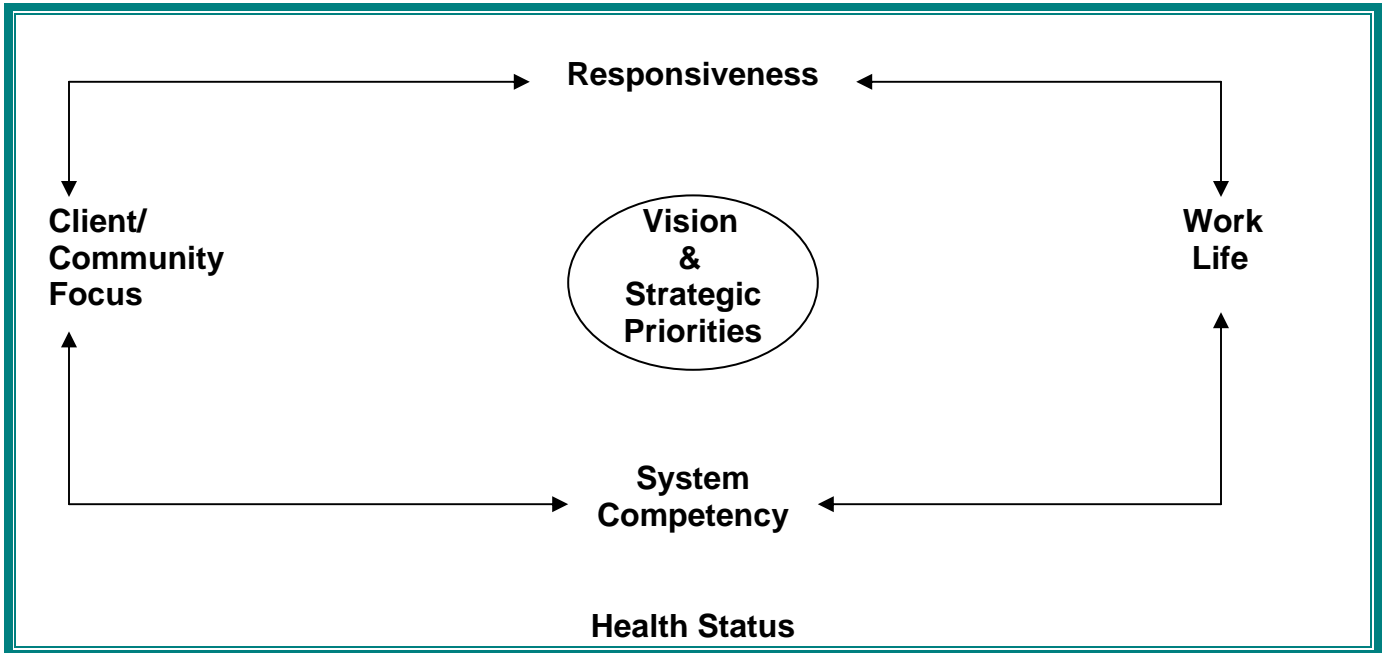 Responsiveness
Client/
Community
Focus
Vision
&
Strategic
Priorities
Work
Life
System
Competency
Health Status